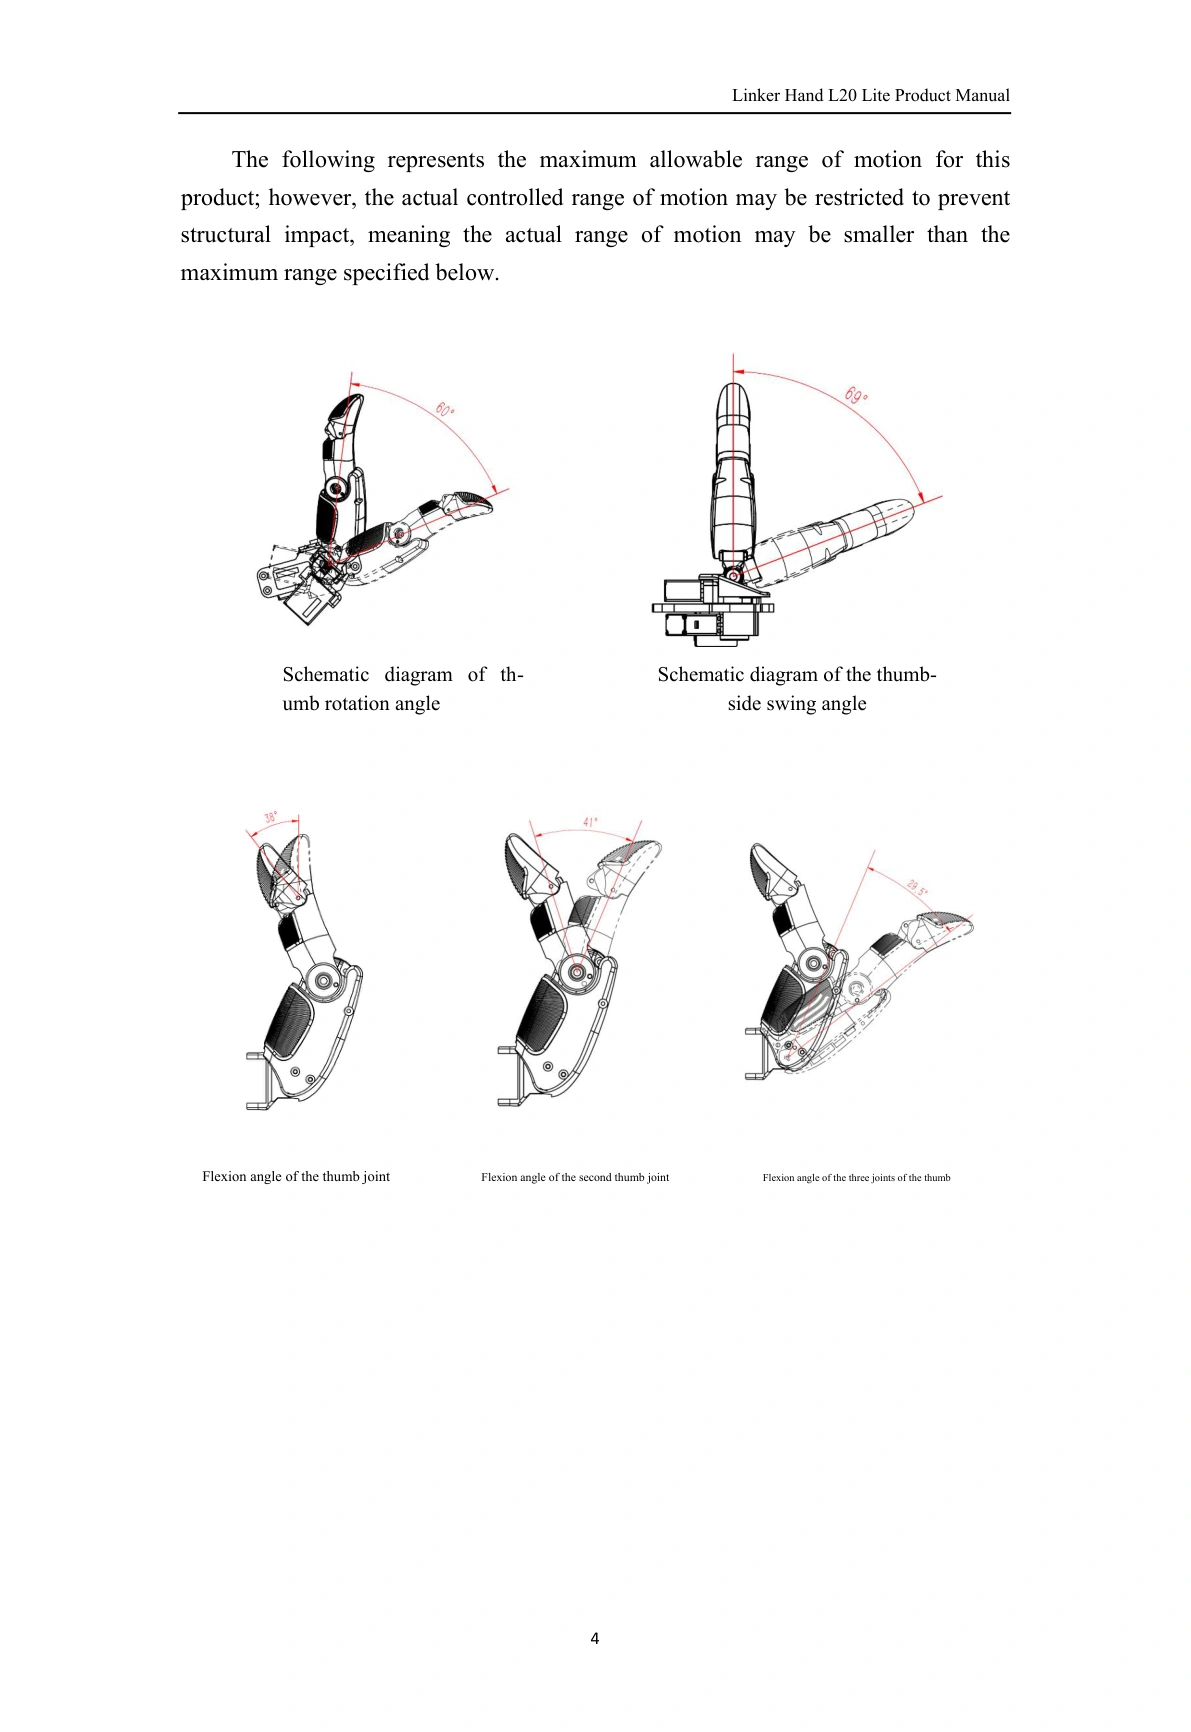 Linker Hand L20 Lite Product Manual
The following represents the maximum allowable range of motion for this
product; however, the actual controlled range of motion may be restricted to prevent
structural impact, meaning the actual range of motion may be smaller than the
maximum range specified below.
60°
69°
Schematic diagram of th-
umb rotation angle
Schematic diagram of the thumb-
side swing angle
38°
41°
29.5°
Flexion angle of the thumb joint
Flexion angle of the second thumb joint
Flexion angle of the three joints of the thumb
4